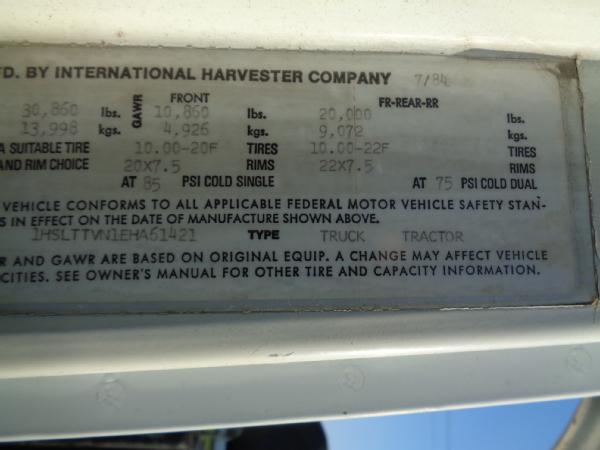 FD. BY INTERNATIONAL HARVESTER COMPANY 7/84
GAWR FRONT FR-REAR-RR
30,860 lbs. 10,860 lbs. 20,000 lbs.
13,998 kgs. 4,926 kgs. 9,072 kgs.
A SUITABLE TIRE 10.00-20F TIRES 10.00-22F TIRES
AND RIM CHOICE 20X7.5 RIMS 22X7.5 RIMS
AT 85 PSI COLD SINGLE AT 75 PSI COLD DUAL
VEHICLE CONFORMS TO ALL APPLICABLE FEDERAL MOTOR VEHICLE SAFETY STAN-
S IN EFFECT ON THE DATE OF MANUFACTURE SHOWN ABOVE.
1HSLTTVN1EHA61421 TYPE TRUCK TRACTOR
R AND GAWR ARE BASED ON ORIGINAL EQUIP. A CHANGE MAY AFFECT VEHICLE
CITIES. SEE OWNER'S MANUAL FOR OTHER TIRE AND CAPACITY INFORMATION.